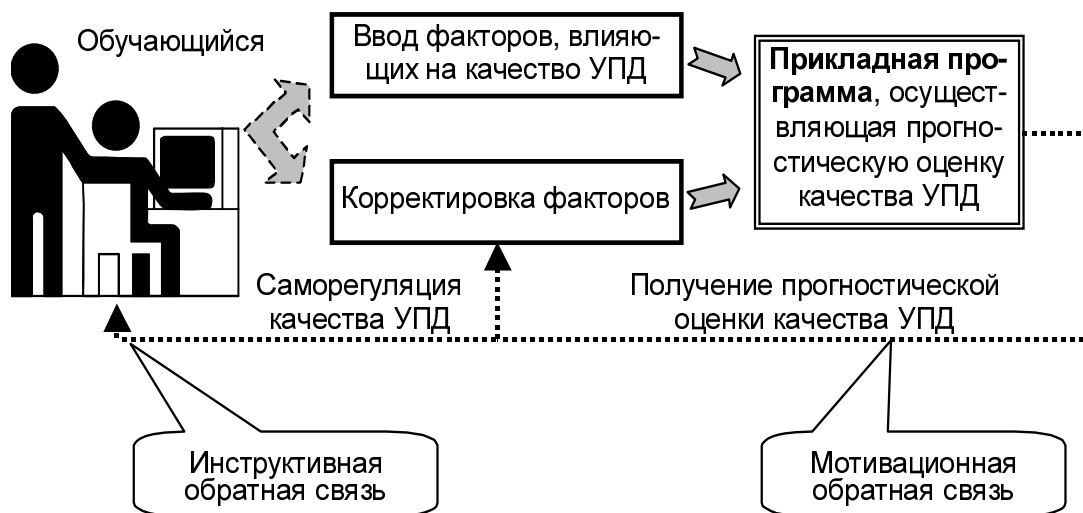 Обучающийся
Ввод факторов, влияю-
щих на качество УПД
Прикладная про-
грамма, осущест-
вляющая прогно-
стическую оценку
качества УПД
Корректировка факторов
Саморегуляция
качества УПД
Получение прогностической
оценки качества УПД
Инструктивная
обратная связь
Мотивационная
обратная связь